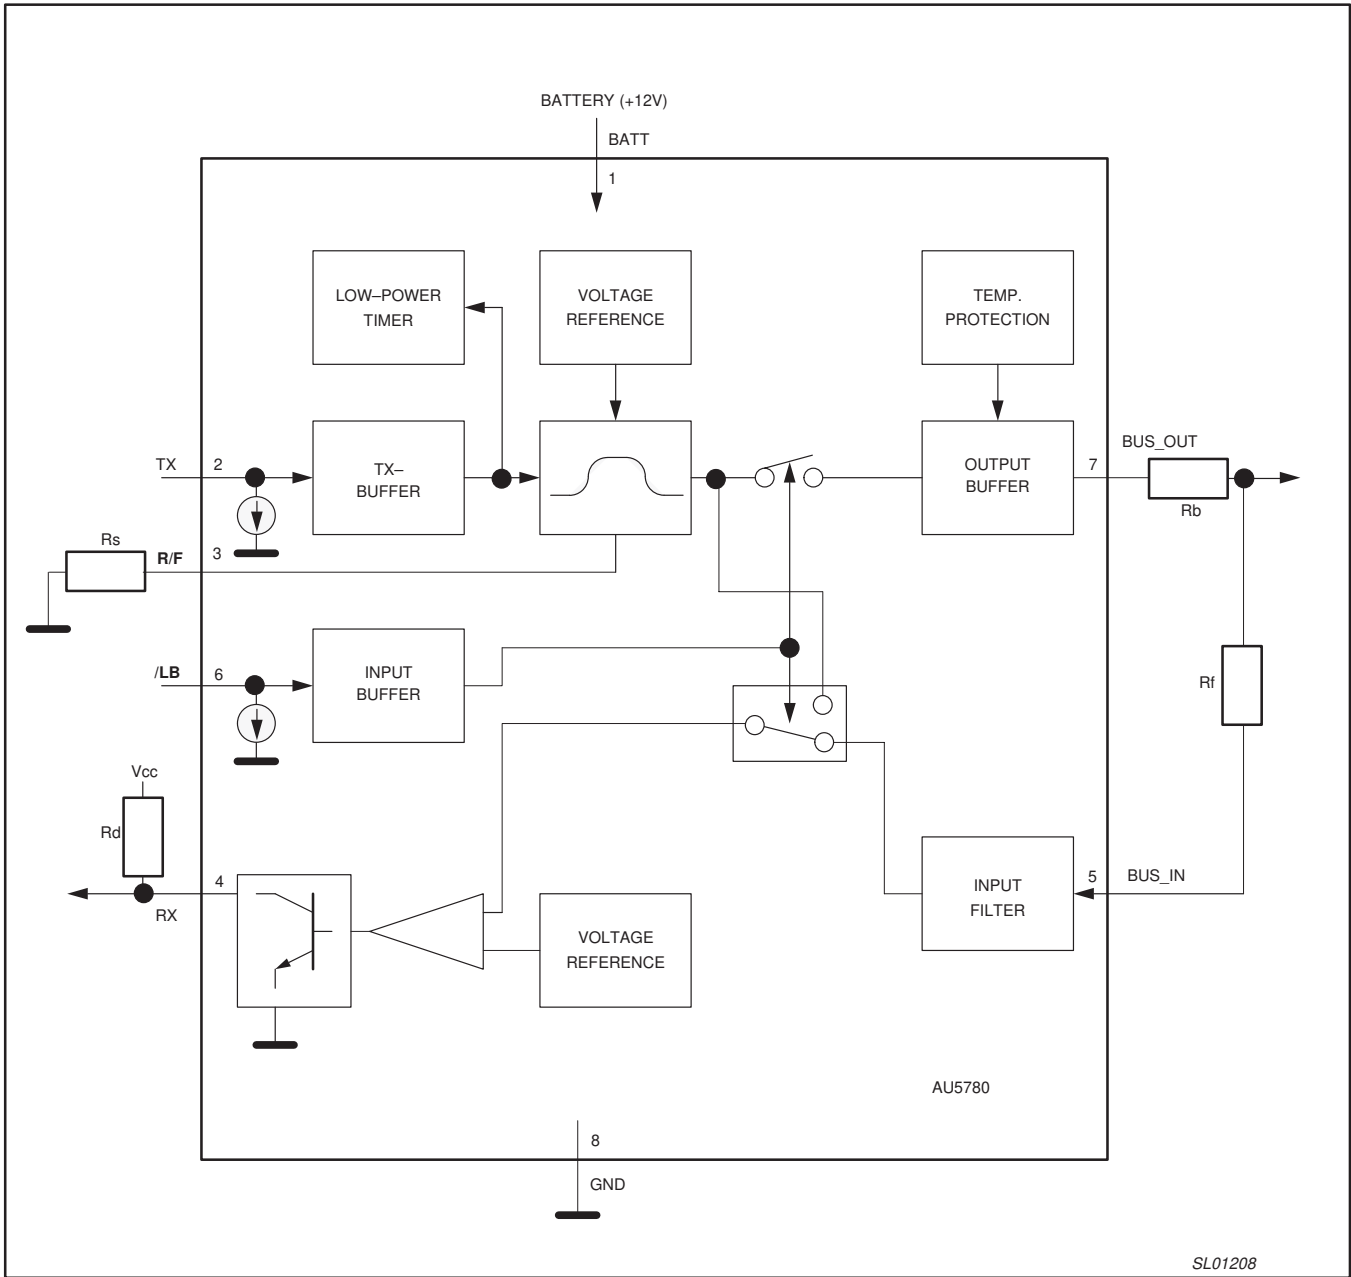 BATTERY (+12V)
BATT
1
LOW–POWER
TIMER
VOLTAGE
REFERENCE
TEMP.
PROTECTION
TX
2
TX–
BUFFER
OUTPUT
BUFFER
7
BUS_OUT
Rb
Rs
R/F
3
/LB
6
INPUT
BUFFER
Rf
Vcc
Rd
4
RX
VOLTAGE
REFERENCE
INPUT
FILTER
5
BUS_IN
AU5780
8
GND
SL01208